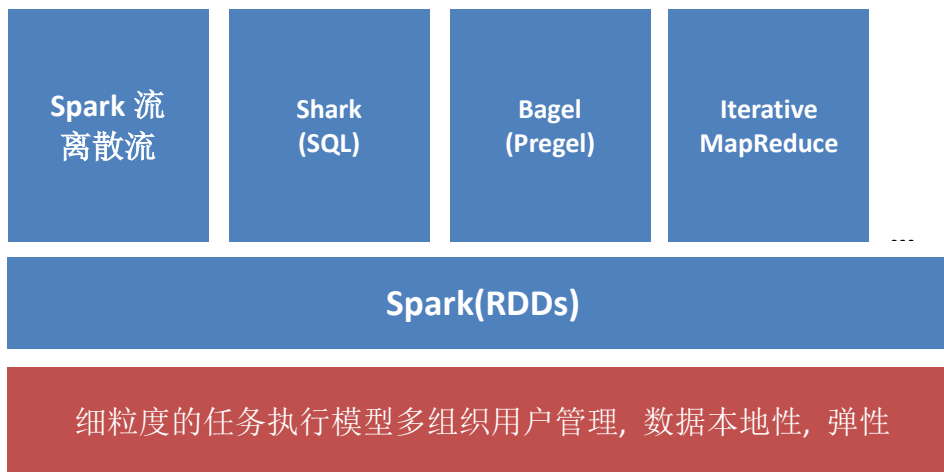 Spark 流
离散流
Shark
(SQL)
Bagel
(Pregel)
Iterative
MapReduce
...
Spark(RDDs)
细粒度的任务执行模型多组织用户管理, 数据本地性, 弹性